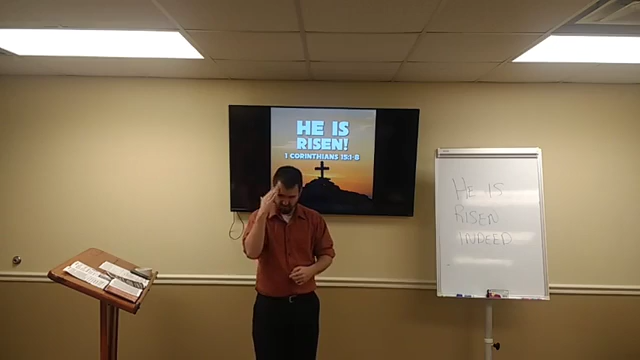 HE IS
RISEN!
1 CORINTHIANS 15:1-8
HE IS
RISEN
INDEED